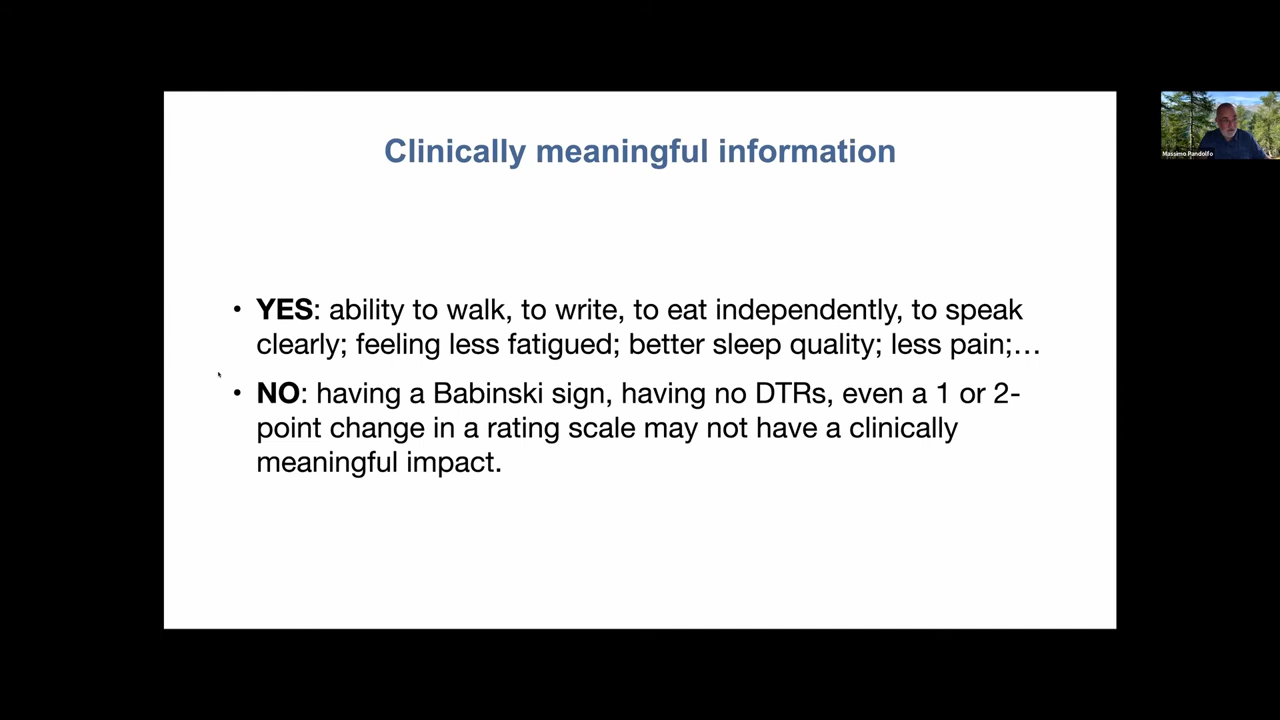 Clinically meaningful information
Massimo Pandolfo
• YES: ability to walk, to write, to eat independently, to speak
clearly; feeling less fatigued; better sleep quality; less pain;…
• NO: having a Babinski sign, having no DTRs, even a 1 or 2-
point change in a rating scale may not have a clinically
meaningful impact.